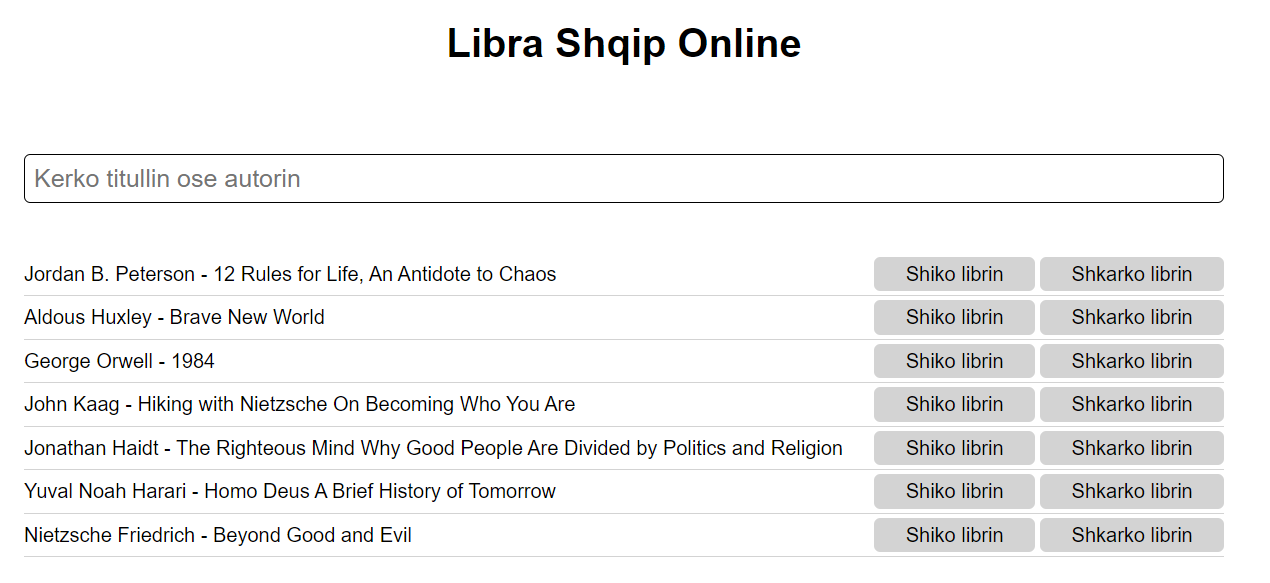 Libra Shqip Online
Kerko titullin ose autorin
Jordan B. Peterson - 12 Rules for Life, An Antidote to Chaos Shiko librin Shkarko librin
Aldous Huxley - Brave New World Shiko librin Shkarko librin
George Orwell - 1984 Shiko librin Shkarko librin
John Kaag - Hiking with Nietzsche On Becoming Who You Are Shiko librin Shkarko librin
Jonathan Haidt - The Righteous Mind Why Good People Are Divided by Politics and Religion Shiko librin Shkarko librin
Yuval Noah Harari - Homo Deus A Brief History of Tomorrow Shiko librin Shkarko librin
Nietzsche Friedrich - Beyond Good and Evil Shiko librin Shkarko librin